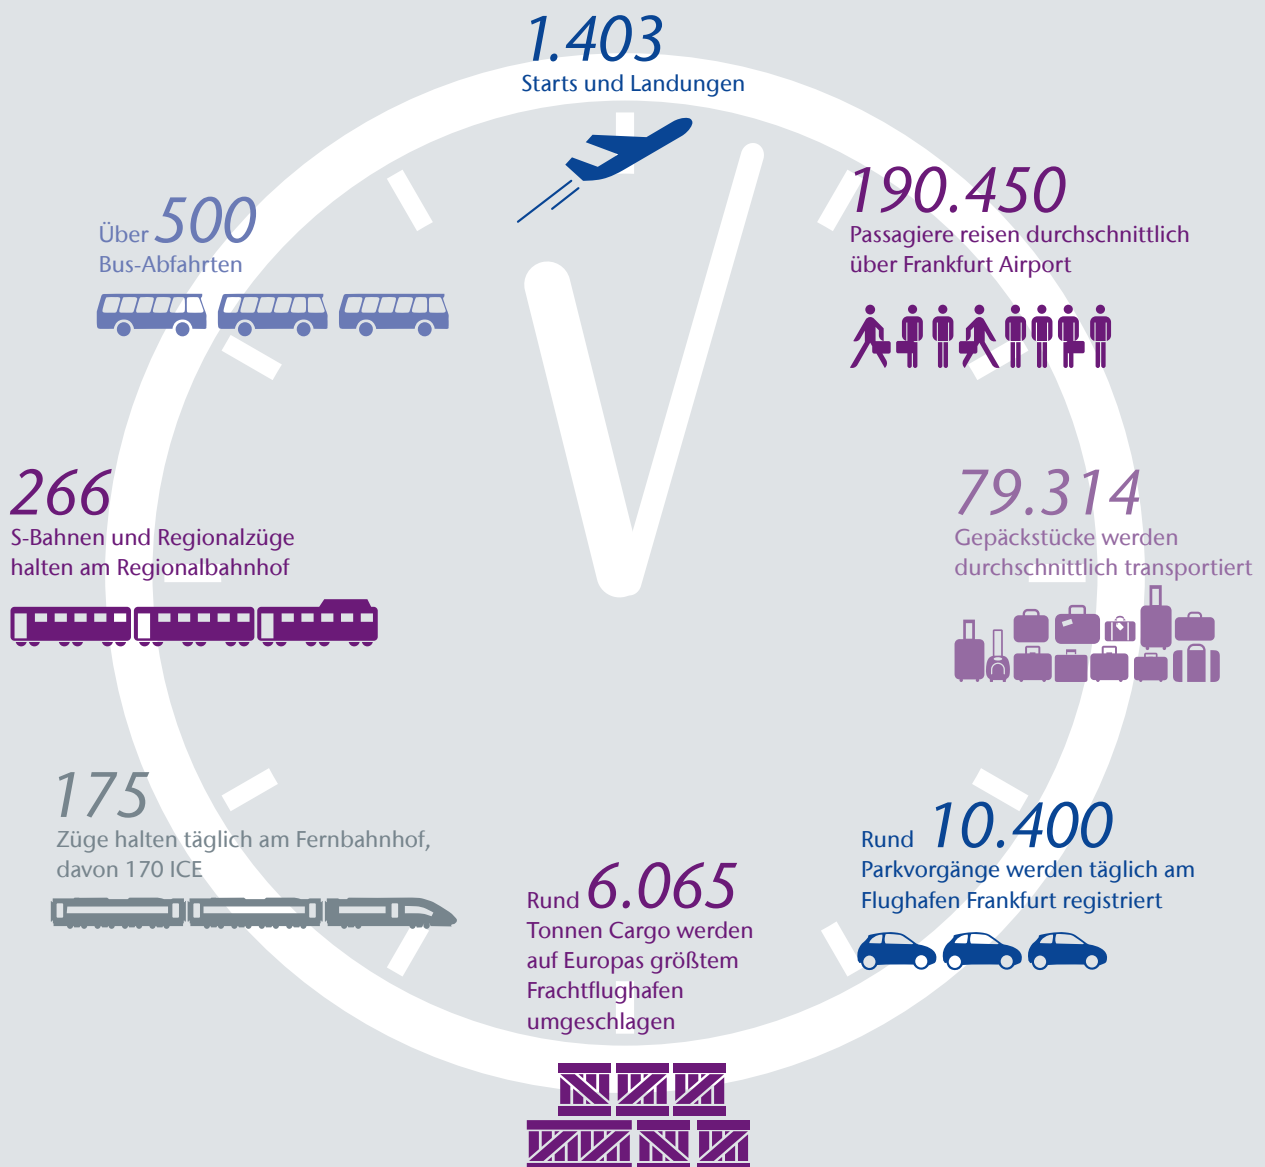 1.403
Starts und Landungen
190.450
Passagiere reisen durchschnittlich
über Frankfurt Airport
Über 500
Bus-Abfahrten
266
S-Bahnen und Regionalzüge
halten am Regionalbahnhof
79.314
Gepäckstücke werden
durchschnittlich transportiert
175
Züge halten täglich am Fernbahnhof,
davon 170 ICE
Rund 10.400
Parkvorgänge werden täglich am
Flughafen Frankfurt registriert
Rund 6.065
Tonnen Cargo werden
auf Europas größtem
Frachtflughafen
umgeschlagen